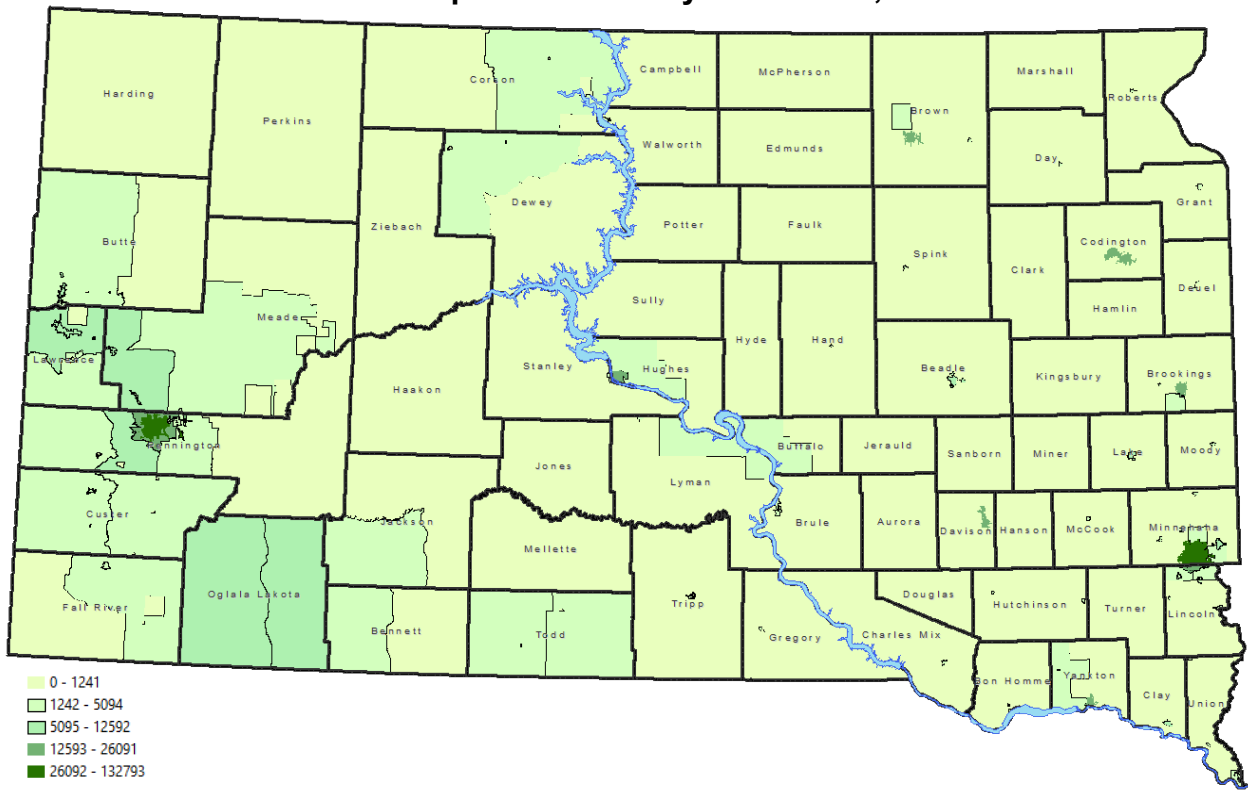 Harding
Perkins
Corson
Campbell
McPherson
Brown
Marshall
Roberts
Walworth
Edmunds
Day
Butte
Ziebach
Dewey
Potter
Faulk
Spink
Clark
Codington
Grant
Meade
Sully
Hamlin
Deuel
Lawrence
Haakon
Stanley
Hughes
Hyde
Hand
Beadle
Kingsbury
Brookings
Pennington
Jones
Lyman
Buffalo
Jerauld
Sanborn
Miner
Lake
Moody
Custer
Jackson
Mellette
Brule
Aurora
Davison
Hanson
McCook
Minnehaha
Fall River
Oglala Lakota
Bennett
Todd
Tripp
Gregory
Charles Mix
Douglas
Hutchinson
Turner
Lincoln
Bon Homme
Yankton
Clay
Union
0 - 1241
1242 - 5094
5095 - 12592
12593 - 26091
26092 - 132793